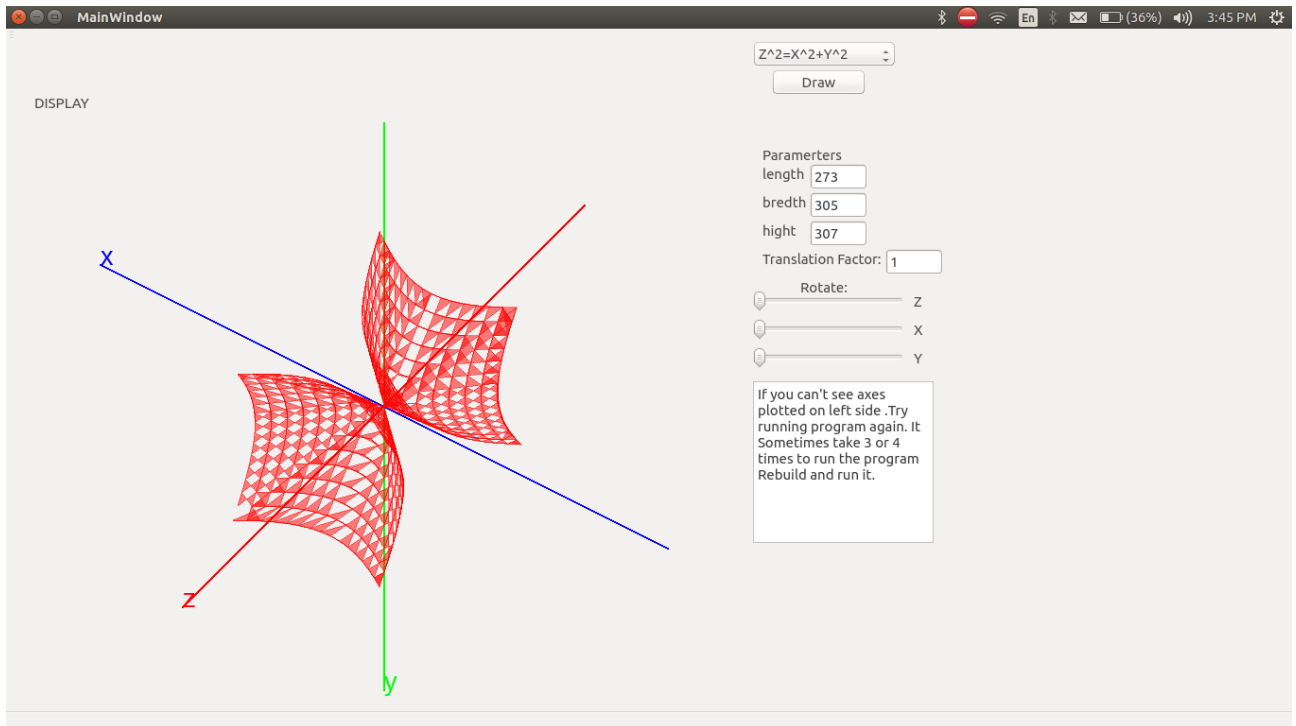 MainWindow
En
(36%)
3:45 PM
Z^2=X^2+Y^2
Draw
DISPLAY
Paramerters
length 273
bredth 305
hight 307
Translation Factor: 1
Rotate:
Z
X
Y
If you can't see axes
plotted on left side .Try
running program again. It
Sometimes take 3 or 4
times to run the program
Rebuild and run it.
X
z
y